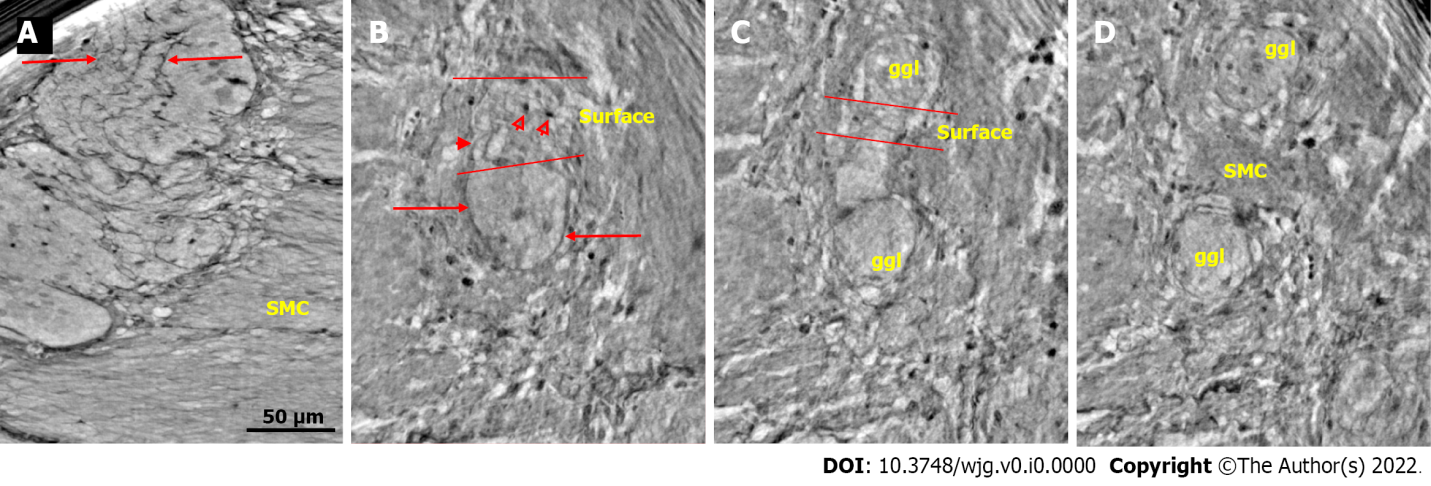 A
B
C
D
ggl
ggl
Surface
Surface
SMC
ggl
ggl
SMC
50 µm
DOI: 10.3748/wjg.v0.i0.0000 Copyright ©The Author(s) 2022.